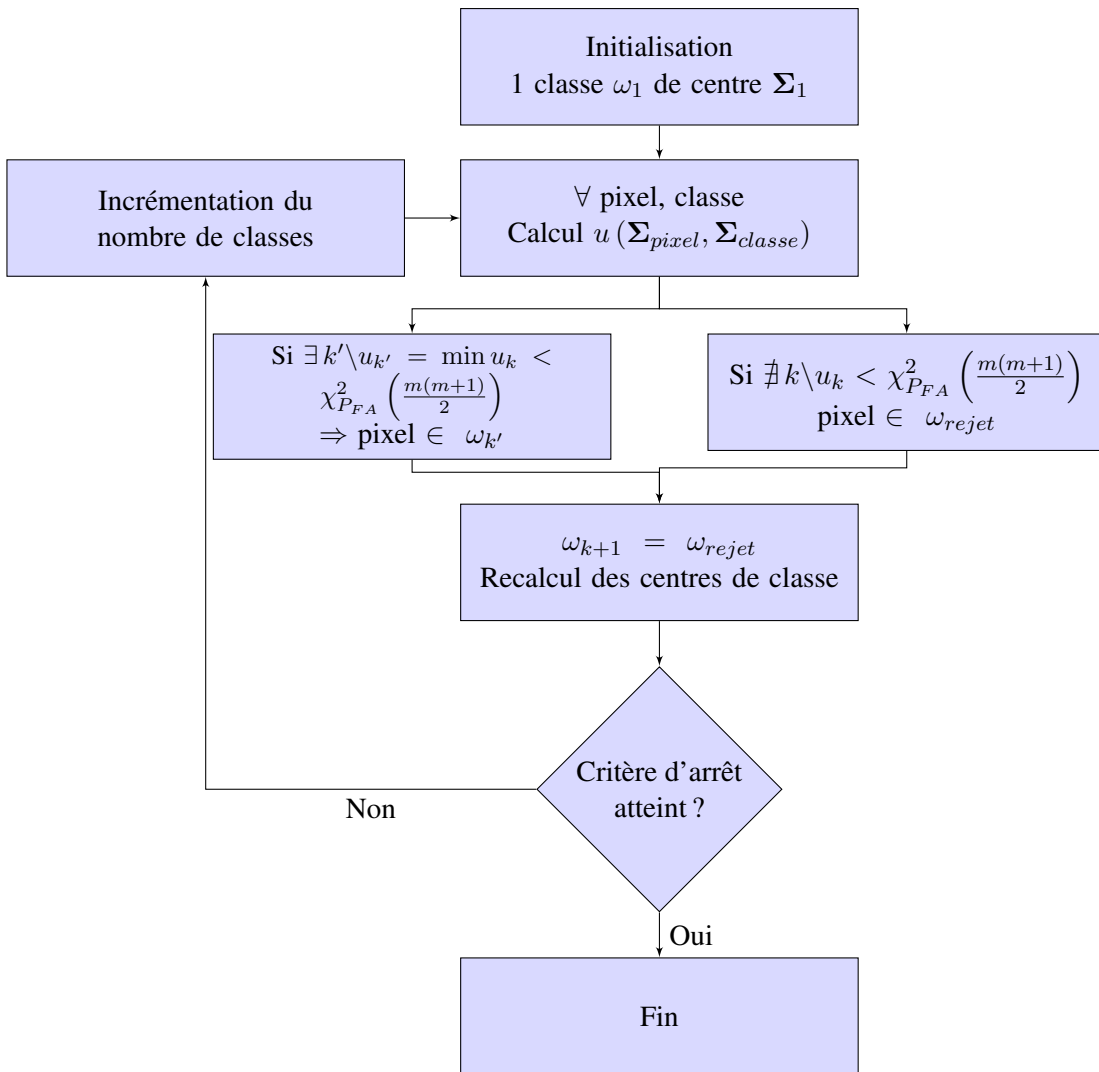 Initialisation
1 classe ω₁ de centre Σ₁
Incrémentation du
nombre de classes
∀ pixel, classe
Calcul u (Σ_pixel, Σ_classe)
Si ∃ k'\u_k' = min u_k <
χ²_P_FA (m(m+1)/2)
⇒ pixel ∈ ω_k'
Si ∄ k\u_k < χ²_P_FA (m(m+1)/2)
pixel ∈ ω_rejet
ω_k+1 = ω_rejet
Recalcul des centres de classe
Critère d'arrêt
atteint ?
Non
Oui
Fin